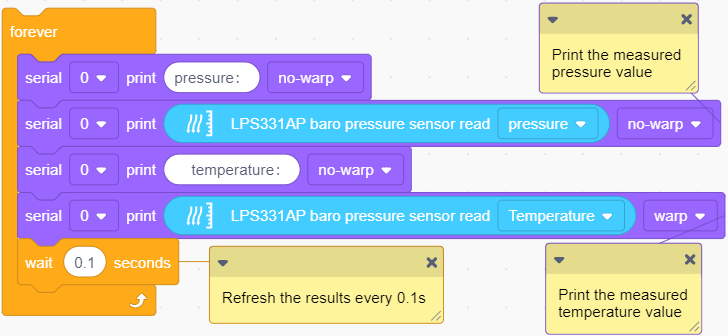 forever
serial 0 print pressure: no-warp
serial 0 print LPS331AP baro pressure sensor read pressure no-warp
serial 0 print temperature: no-warp
serial 0 print LPS331AP baro pressure sensor read Temperature warp
wait 0.1 seconds
Print the measured
pressure value
Refresh the results every 0.1s
Print the measured
temperature value